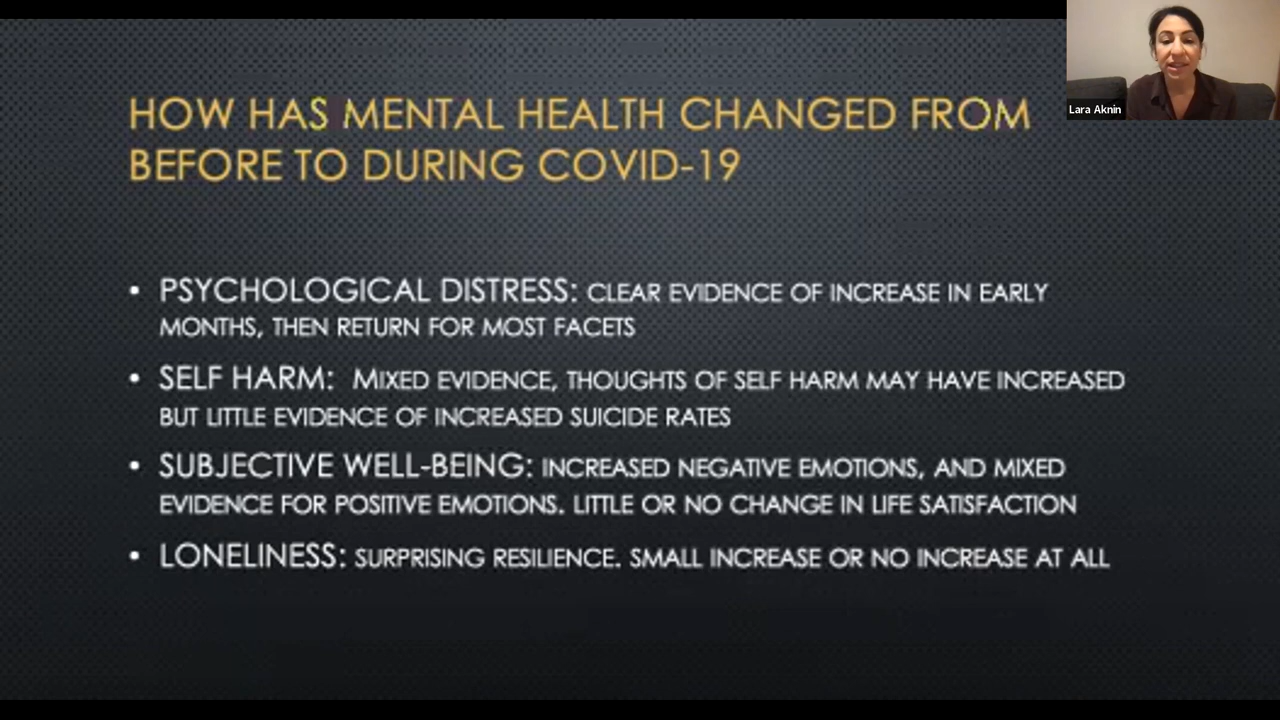 HOW HAS MENTAL HEALTH CHANGED FROM
BEFORE TO DURING COVID-19
• PSYCHOLOGICAL DISTRESS: CLEAR EVIDENCE OF INCREASE IN EARLY
MONTHS, THEN RETURN FOR MOST FACETS
• SELF HARM: MIXED EVIDENCE, THOUGHTS OF SELF HARM MAY HAVE INCREASED
BUT LITTLE EVIDENCE OF INCREASED SUICIDE RATES
• SUBJECTIVE WELL-BEING: INCREASED NEGATIVE EMOTIONS, AND MIXED
EVIDENCE FOR POSITIVE EMOTIONS. LITTLE OR NO CHANGE IN LIFE SATISFACTION
• LONELINESS: SURPRISING RESILIENCE. SMALL INCREASE OR NO INCREASE AT ALL
Lara Aknin